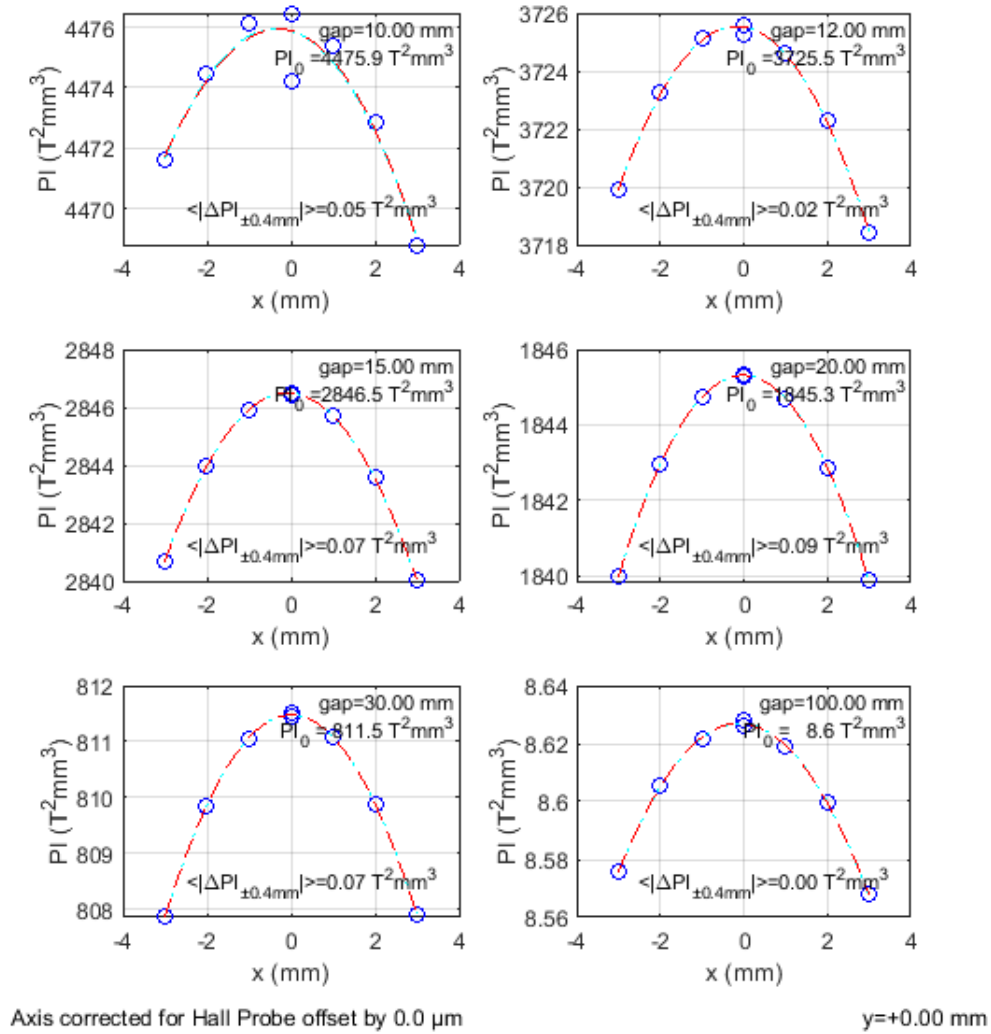 gap=10.00 mm
PI₀ =4475.9 T²mm³
<|ΔPI±0.4mm|>=0.05 T²mm³
PI (T²mm³)
4476
4474
4472
4470
-4 -2 0 2 4
x (mm)
gap=12.00 mm
PI₀ =3725.5 T²mm³
<|ΔPI±0.4mm|>=0.02 T²mm³
PI (T²mm³)
3726
3724
3722
3720
3718
-4 -2 0 2 4
x (mm)
gap=15.00 mm
PI₀ =2846.5 T²mm³
<|ΔPI±0.4mm|>=0.07 T²mm³
PI (T²mm³)
2848
2846
2844
2842
2840
-4 -2 0 2 4
x (mm)
gap=20.00 mm
PI₀ =1845.3 T²mm³
<|ΔPI±0.4mm|>=0.09 T²mm³
PI (T²mm³)
1846
1844
1842
1840
-4 -2 0 2 4
x (mm)
gap=30.00 mm
PI₀ = 811.5 T²mm³
<|ΔPI±0.4mm|>=0.07 T²mm³
PI (T²mm³)
812
811
810
809
808
-4 -2 0 2 4
x (mm)
gap=100.00 mm
PI₀ = 8.6 T²mm³
<|ΔPI±0.4mm|>=0.00 T²mm³
PI (T²mm³)
8.64
8.62
8.6
8.58
8.56
-4 -2 0 2 4
x (mm)
Axis corrected for Hall Probe offset by 0.0 µm
y=+0.00 mm